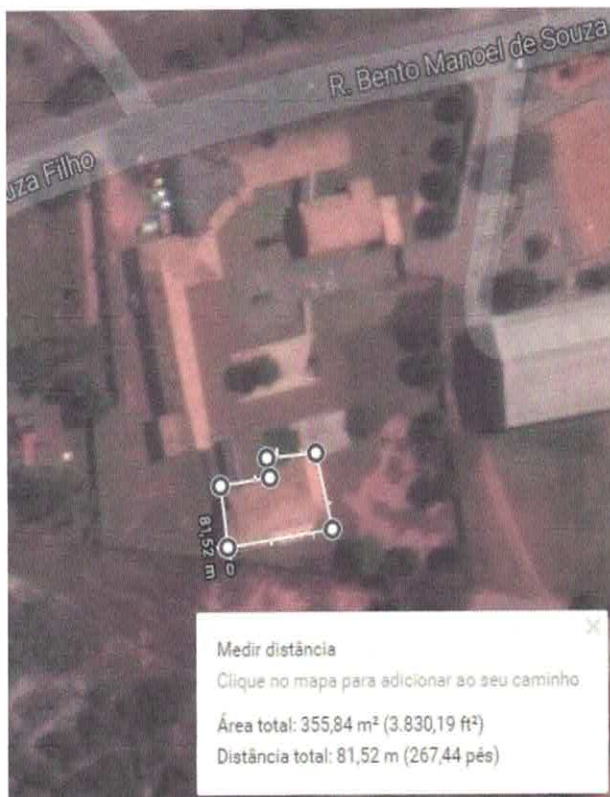 R. Bento Manoel de Souza
uza Filho
81,52 m
0
Medir distância
Clique no mapa para adicionar ao seu caminho
Área total: 355,84 m² (3.830,19 ft²)
Distância total: 81,52 m (267,44 pés)